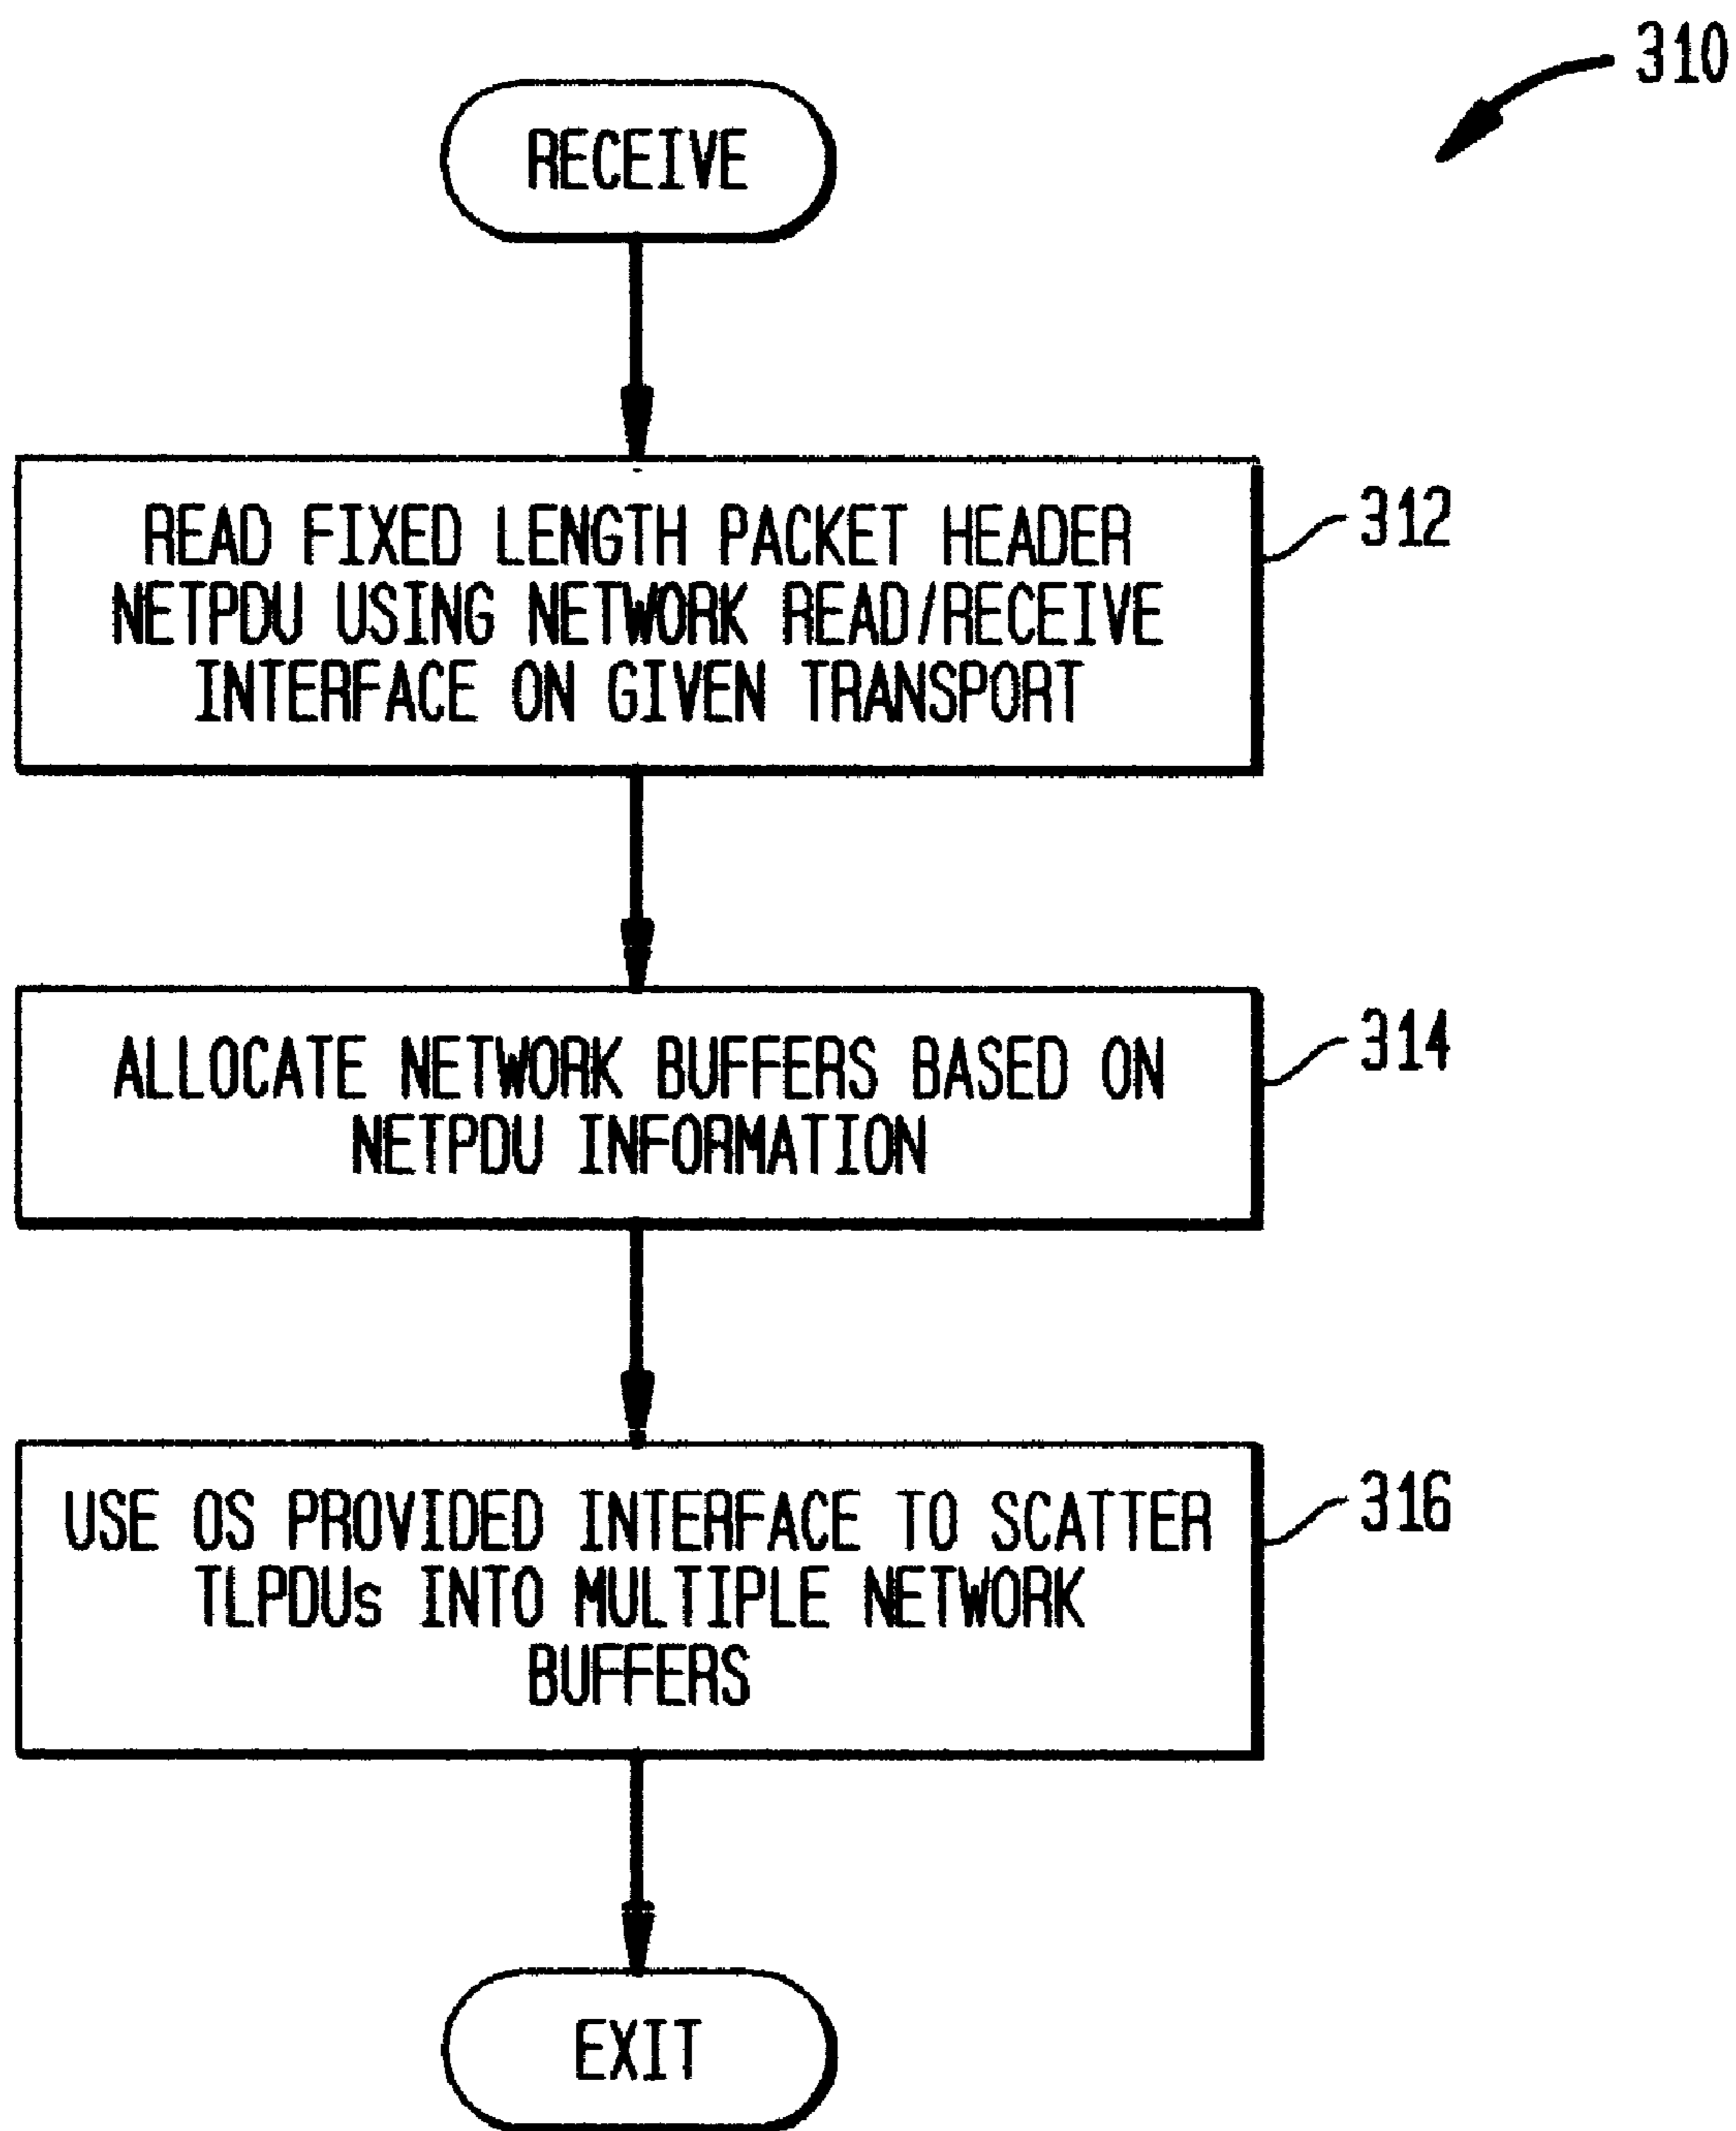 310
RECEIVE
READ FIXED LENGTH PACKET HEADER
NETPDU USING NETWORK READ/RECEIVE
INTERFACE ON GIVEN TRANSPORT
312
ALLOCATE NETWORK BUFFERS BASED ON
NETPDU INFORMATION
314
USE OS PROVIDED INTERFACE TO SCATTER
TLPDUs INTO MULTIPLE NETWORK
BUFFERS
316
EXIT